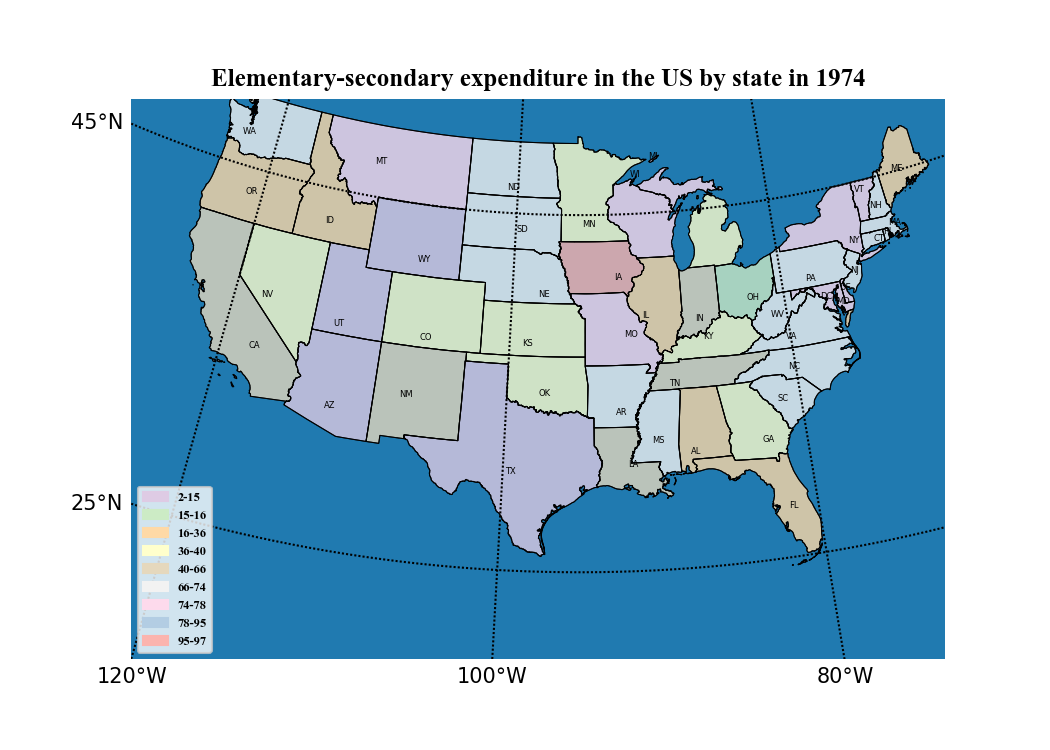 Elementary-secondary expenditure in the US by state in 1974
45°N
25°N
120°W
100°W
80°W
WA
OR
ID
MT
ND
SD
MN
WI
MI
WY
NE
IA
NV
UT
CO
KS
CA
AZ
NM
OK
TX
MO
IL
IN
OH
KY
TN
AR
MS
AL
GA
FL
LA
SC
NC
VA
WV
PA
NY
VT
NH
ME
MA
CT
RI
NJ
DE
MD
DC
2-15
15-16
16-36
36-40
40-66
66-74
74-78
78-95
95-97